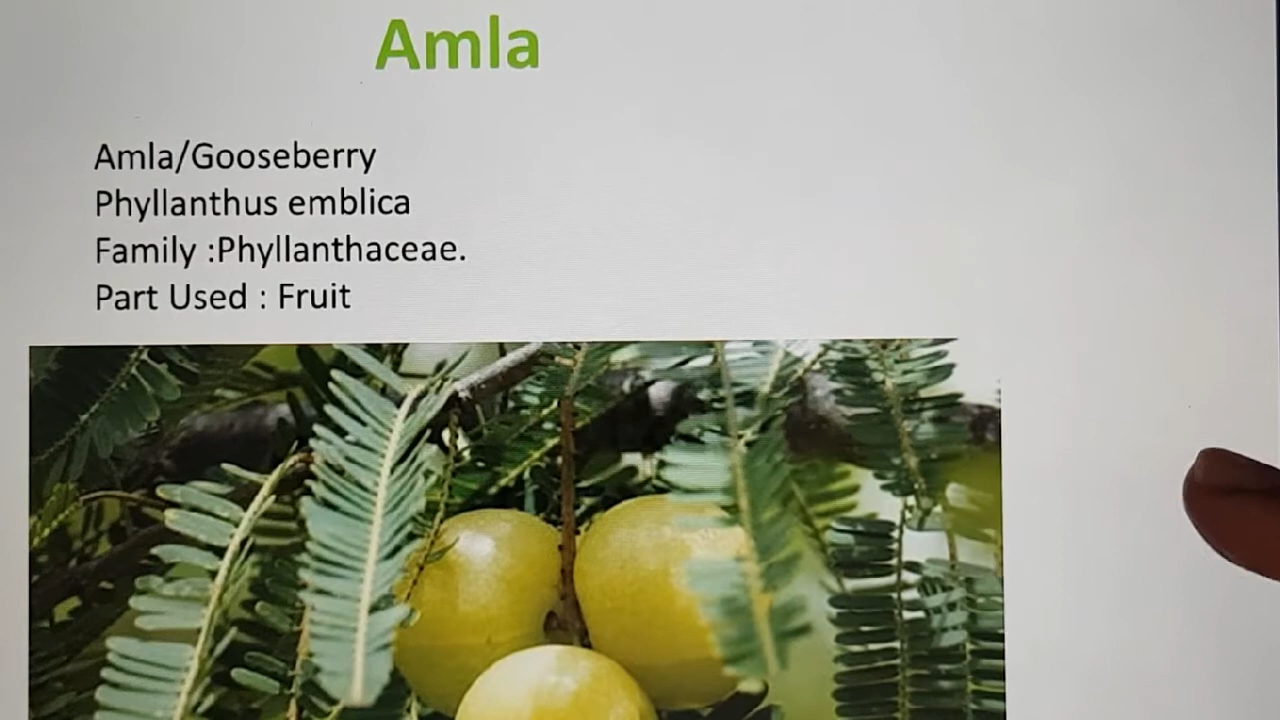 Amla
Amla/Gooseberry
Phyllanthus emblica
Family :Phyllanthaceae.
Part Used : Fruit